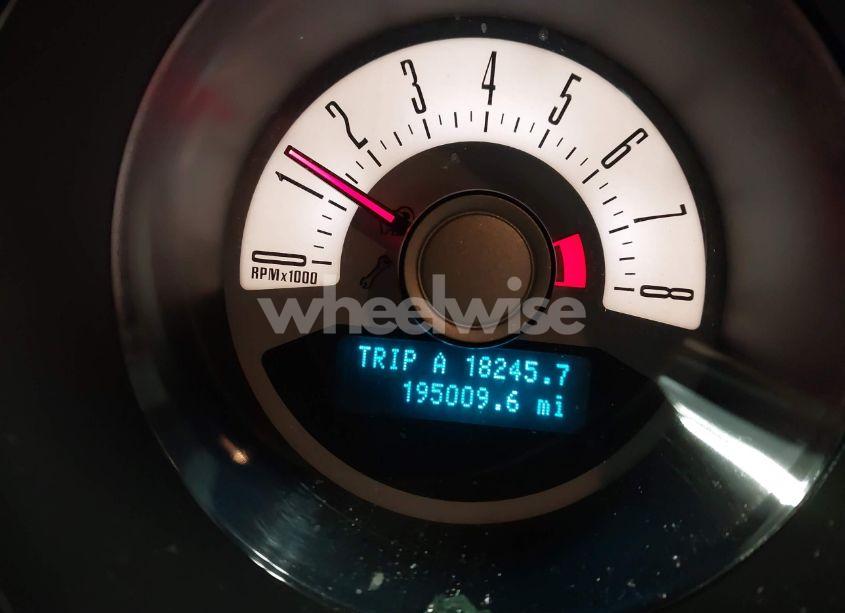 0 1 2 3 4 5 6 7 8
RPMx1000
wheelwise
TRIP A 18245.7
195009.6 mi